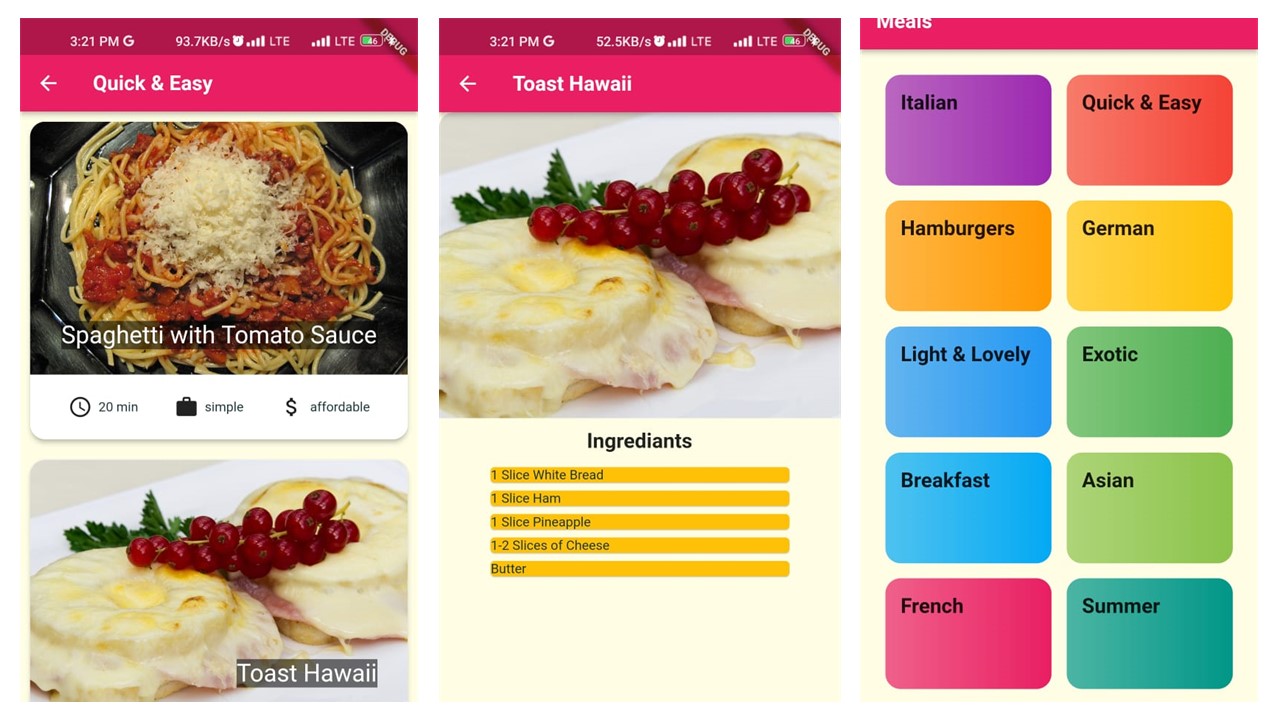 3:21 PM G 93.7KB/s LTE LTE 46
DEBUG
Quick & Easy
Spaghetti with Tomato Sauce
20 min simple $ affordable
Toast Hawaii
3:21 PM G 52.5KB/s LTE LTE 46
DEBUG
Toast Hawaii
Ingrediants
1 Slice White Bread
1 Slice Ham
1 Slice Pineapple
1-2 Slices of Cheese
Butter
Meals
Italian Quick & Easy
Hamburgers German
Light & Lovely Exotic
Breakfast Asian
French Summer